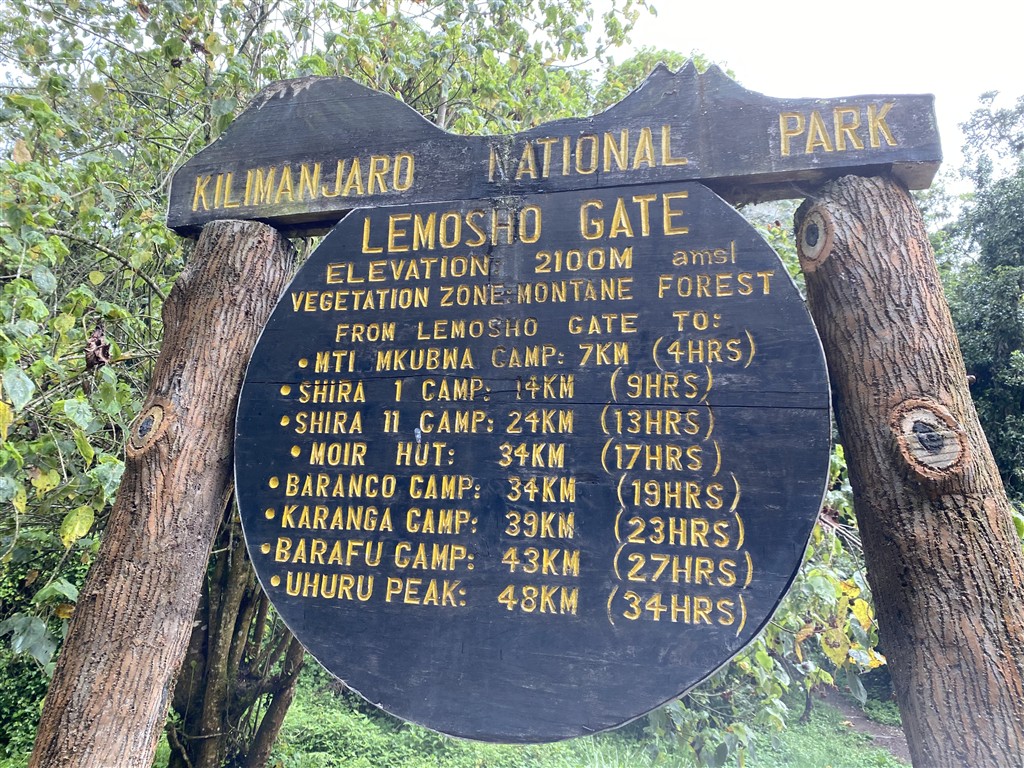 KILIMANJARO NATIONAL PARK
LEMOSHO GATE
ELEVATION: 2100M amsl
VEGETATION ZONE: MONTANE FOREST
FROM LEMOSHO GATE TO:
• MTI MKUBWA CAMP: 7KM (4HRS)
• SHIRA 1 CAMP: 14KM (9HRS)
• SHIRA 11 CAMP: 24KM (13HRS)
• MOIR HUT: 34KM (17HRS)
• BARANCO CAMP: 34KM (19HRS)
• KARANGA CAMP: 39KM (23HRS)
• BARAFU CAMP: 43KM (27HRS)
• UHURU PEAK: 48KM (34HRS)